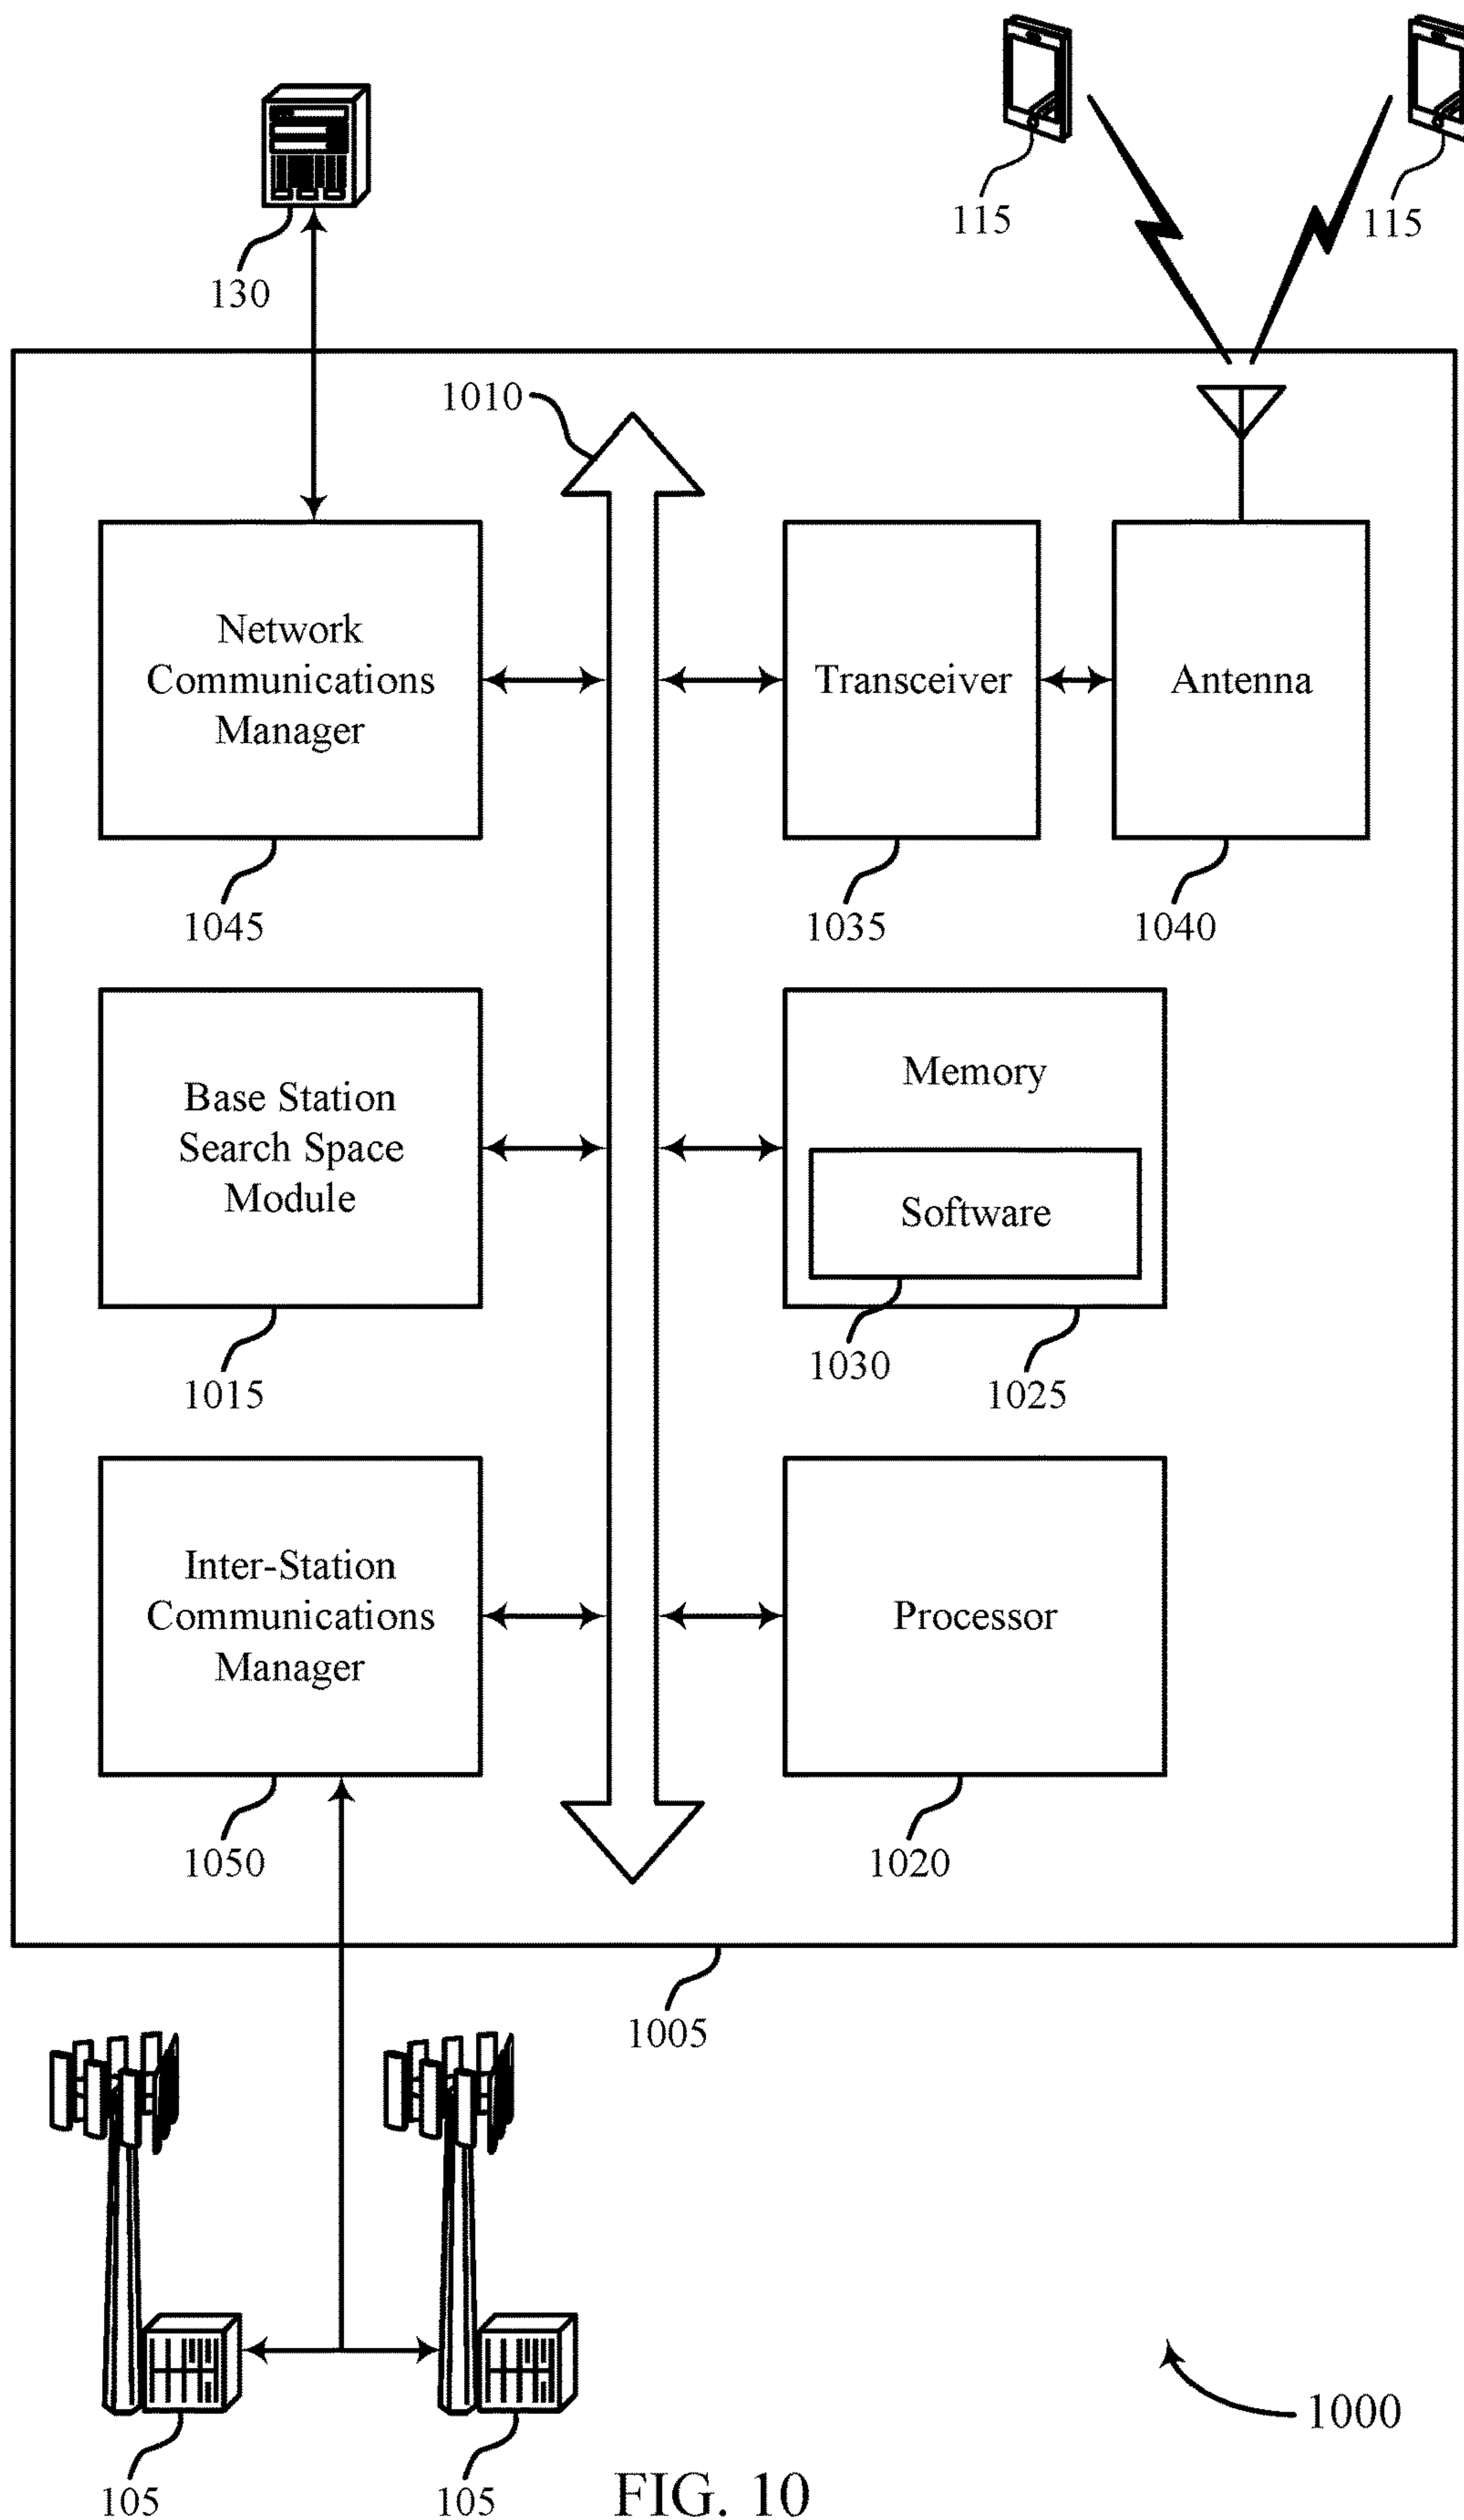 115
115
130
1010
Network
Communications
Manager
Transceiver
Antenna
1045
1035
1040
Base Station
Search Space
Module
Memory
Software
1015
1030
1025
Inter-Station
Communications
Manager
Processor
1050
1020
1005
1000
105
105
FIG. 10